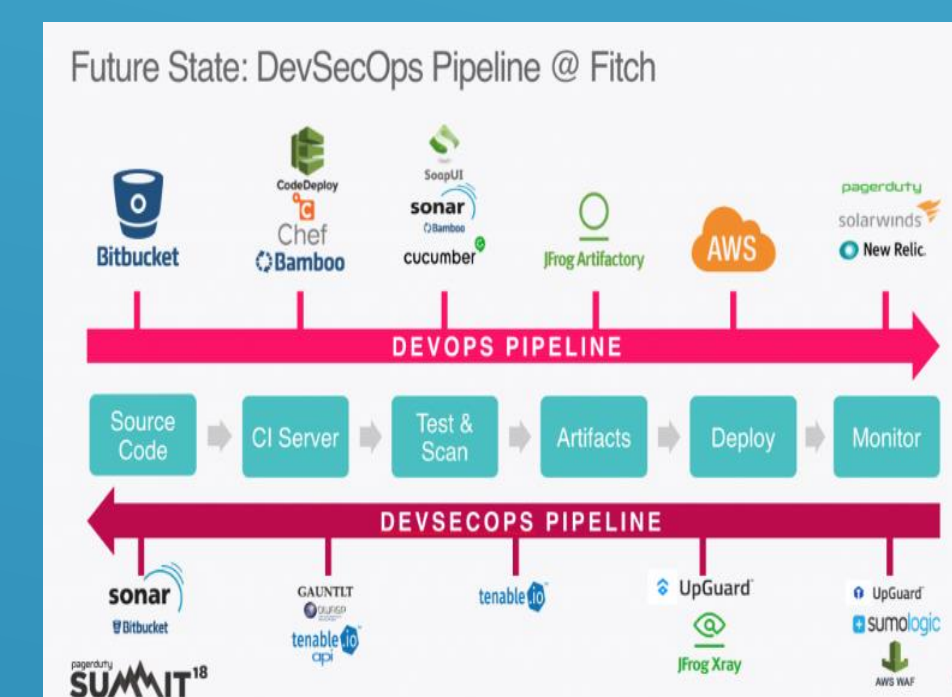 Future State: DevSecOps Pipeline @ Fitch
Bitbucket
CodeDeploy
Chef
Bamboo
SoapUI
sonar
Bamboo
cucumber
JFrog Artifactory
AWS
pagerduty
solarwinds
New Relic.
DEVOPS PIPELINE
Source
Code
CI Server
Test &
Scan
Artifacts
Deploy
Monitor
DEVSECOPS PIPELINE
sonar
Bitbucket
GAUNTLT
OWASP
tenable.io
api
tenable.io
UpGuard
JFrog Xray
UpGuard
sumologic
AWS WAF
pagerduty
SUMMIT18